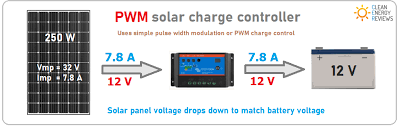 PWM solar charge controller
Uses simple pulse width modulation or PWM charge control
CLEAN
ENERGY
REVIEWS
250 W
Vmp = 32 V
Imp = 7.8 A
7.8 A
12 V
7.8 A
12 V
12 V
Solar panel voltage drops down to match battery voltage